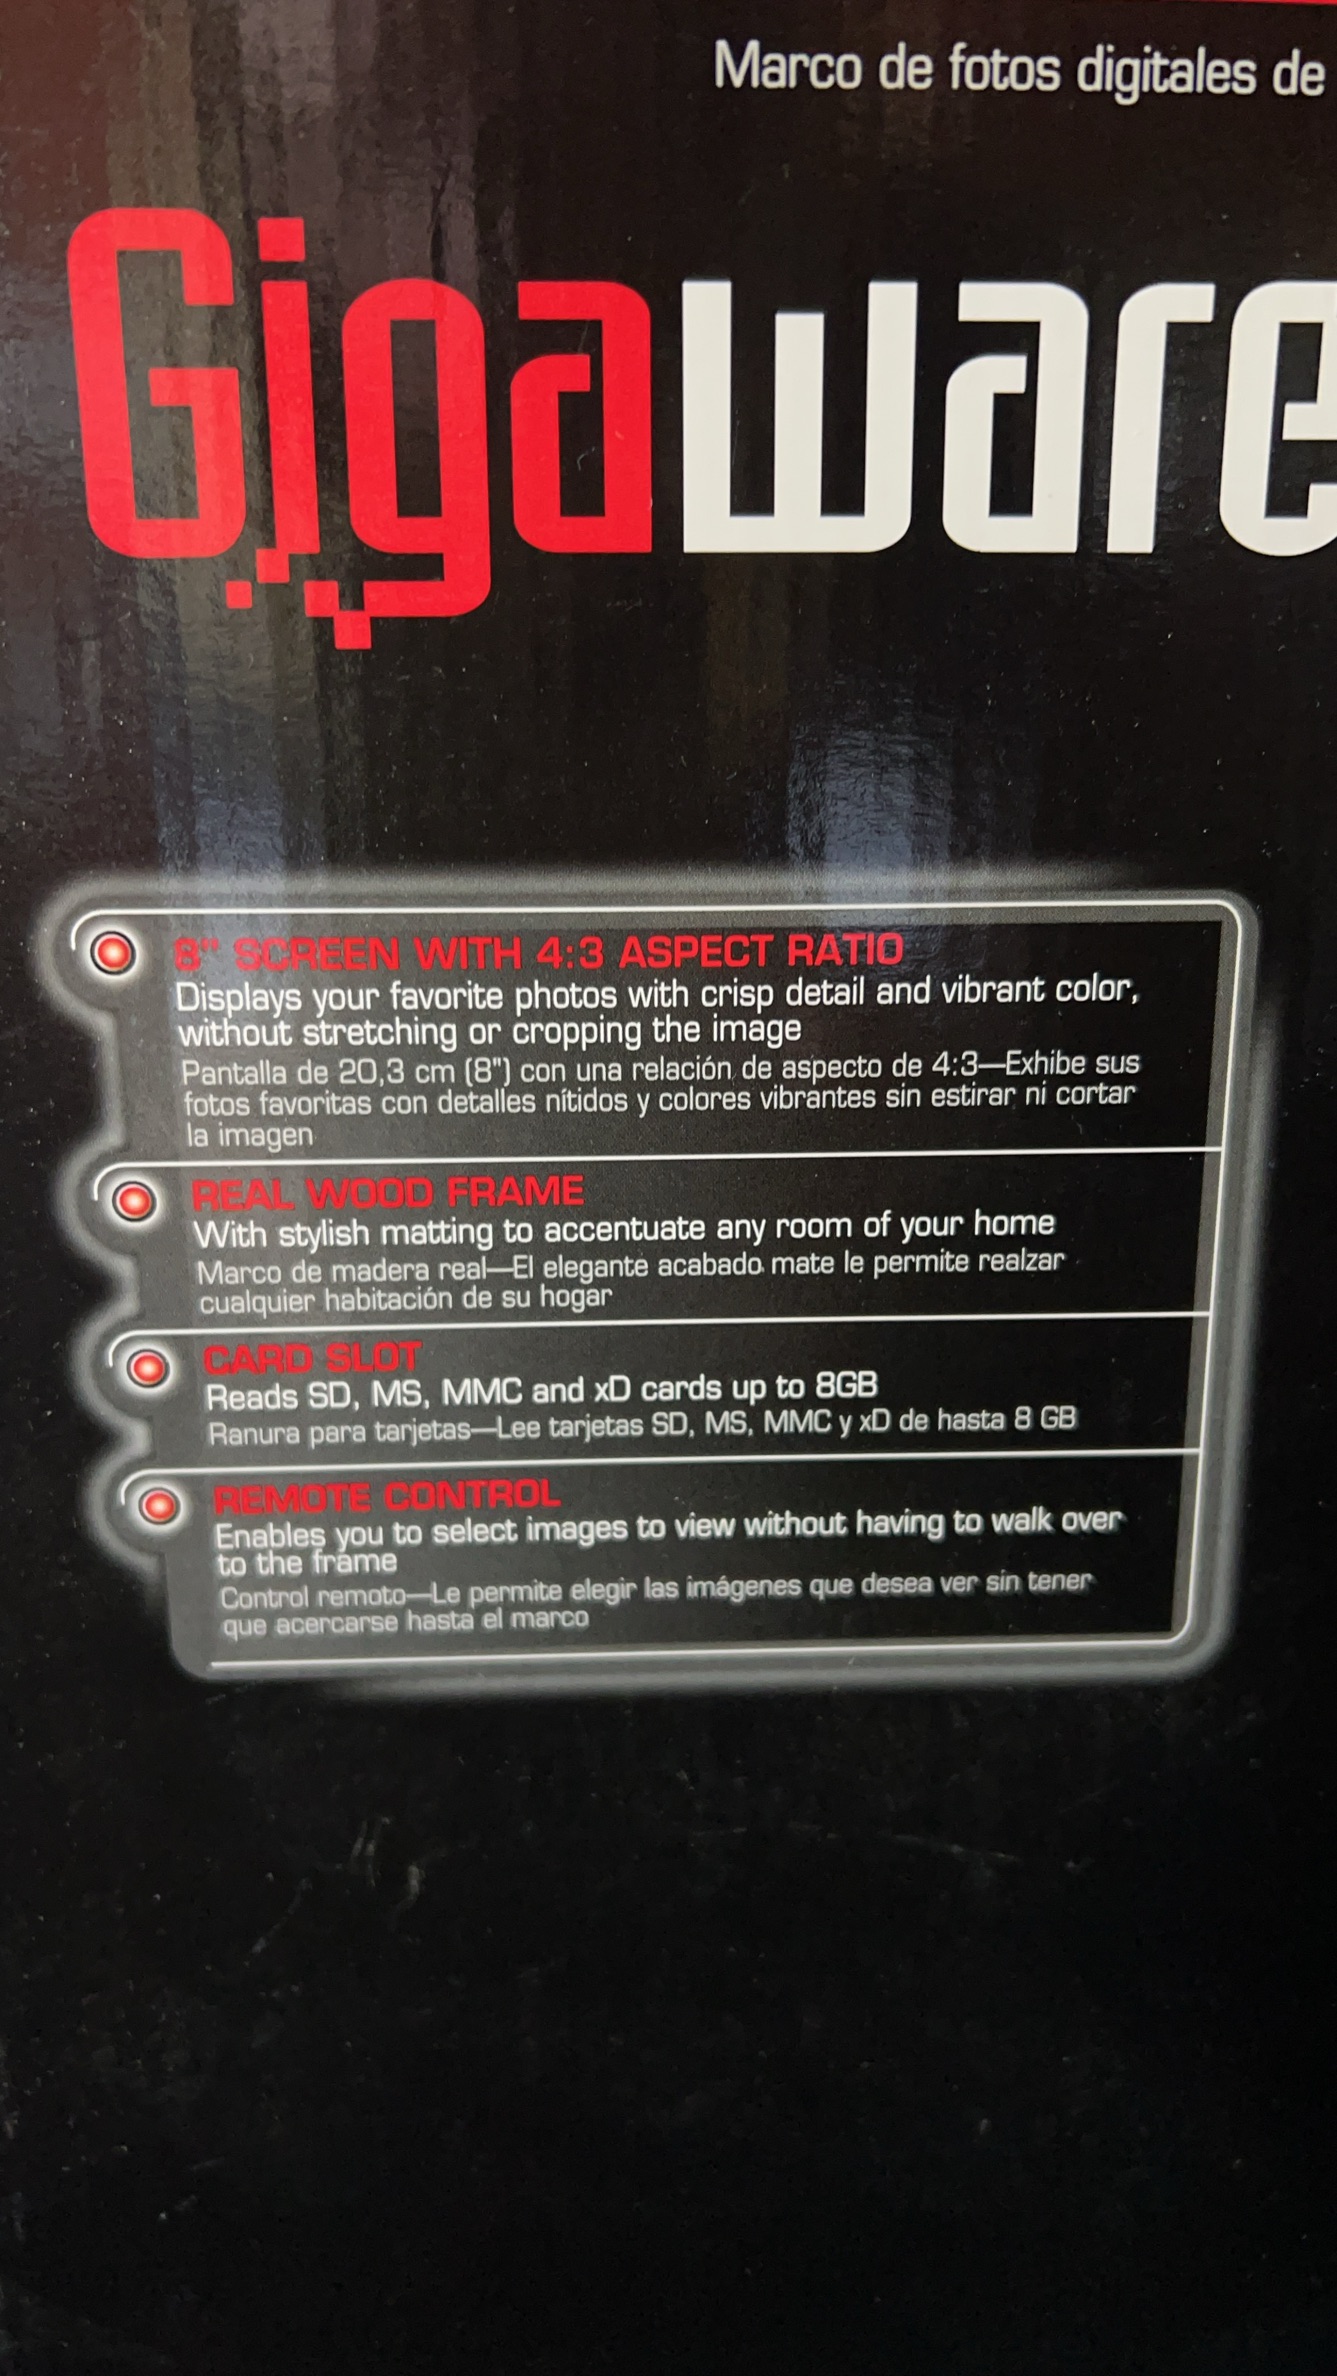 Marco de fotos digitales de
Gigaware
8" SCREEN WITH 4:3 ASPECT RATIO
Displays your favorite photos with crisp detail and vibrant color,
without stretching or cropping the image
Pantalla de 20,3 cm (8") con una relación de aspecto de 4:3—Exhibe sus
fotos favoritas con detalles nítidos y colores vibrantes sin estirar ni cortar
la imagen
REAL WOOD FRAME
With stylish matting to accentuate any room of your home
Marco de madera real—El elegante acabado mate le permite realzar
cualquier habitación de su hogar
CARD SLOT
Reads SD, MS, MMC and xD cards up to 8GB
Ranura para tarjetas—Lee tarjetas SD, MS, MMC y xD de hasta 8 GB
REMOTE CONTROL
Enables you to select images to view without having to walk over
to the frame
Control remoto—Le permite elegir las imágenes que desea ver sin tener
que acercarse hasta el marco